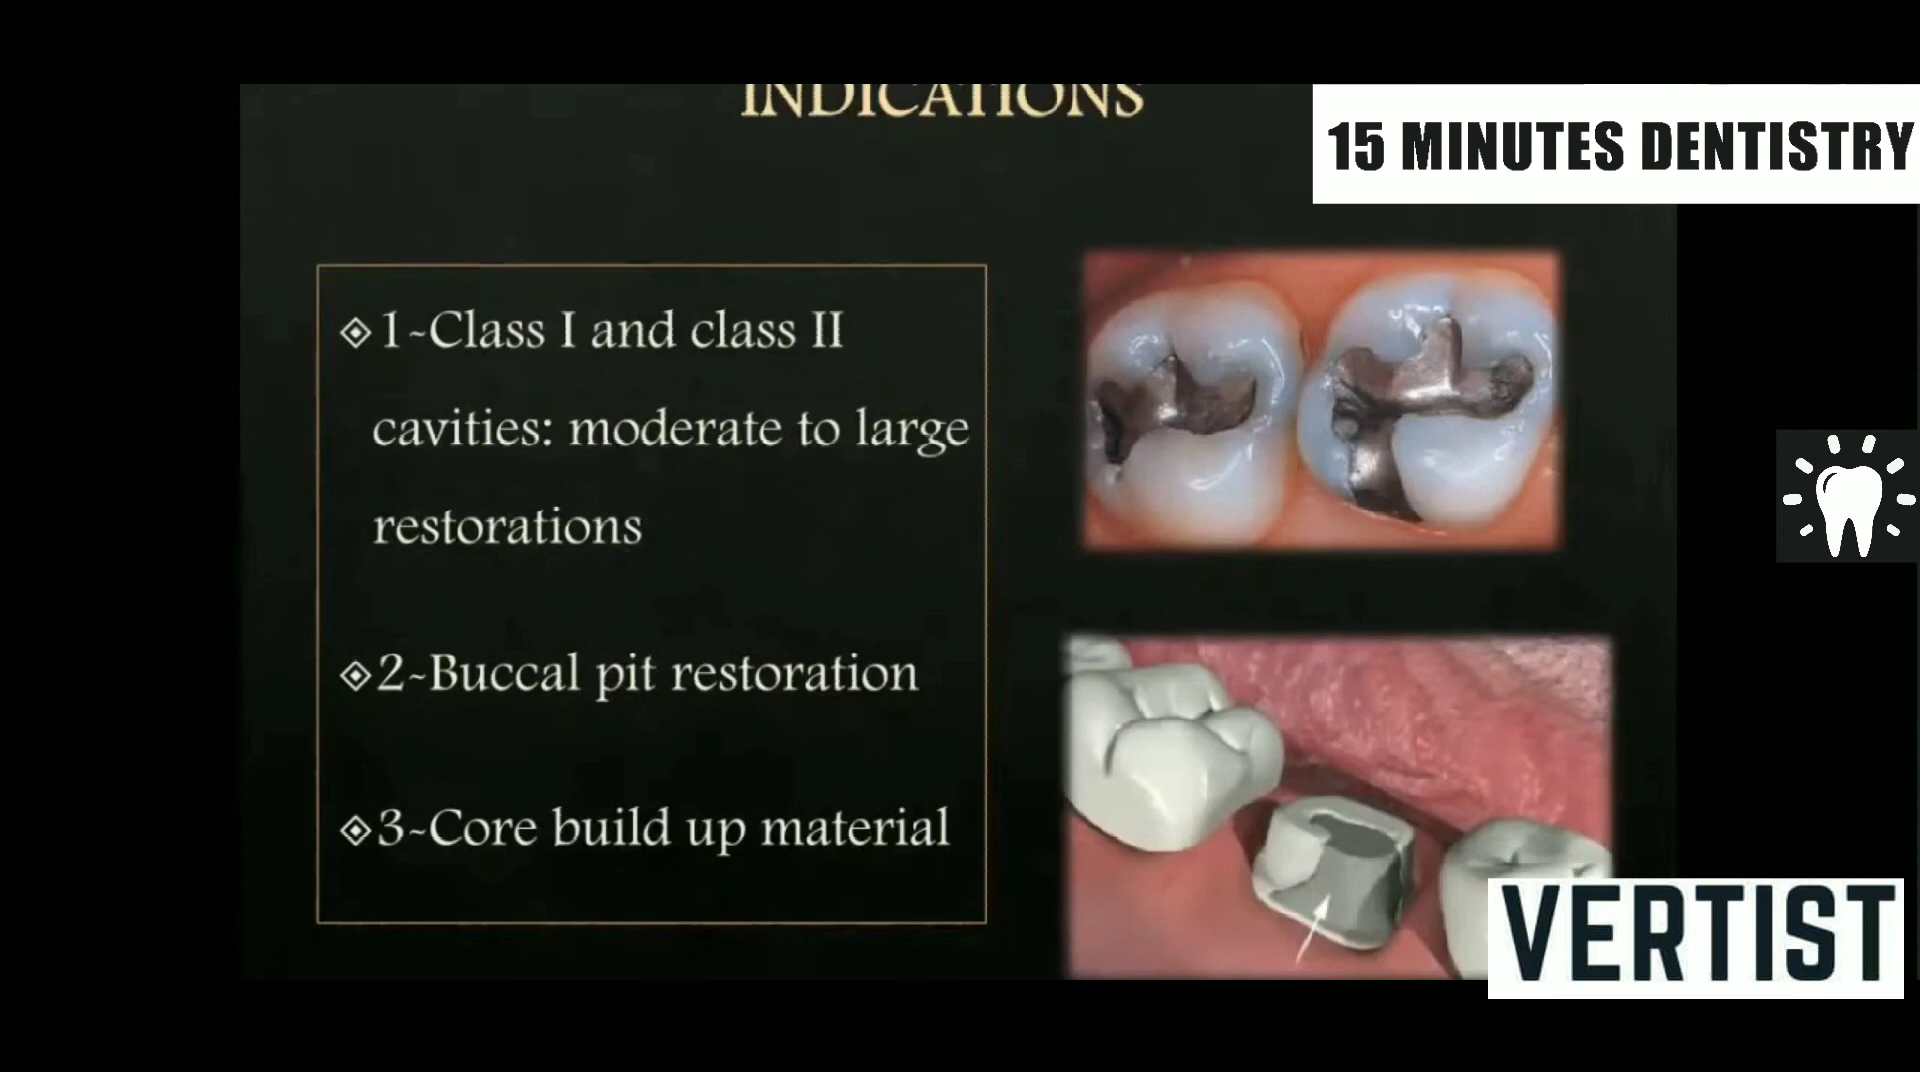 INDICATIONS
15 MINUTES DENTISTRY
1-Class I and class II
cavities: moderate to large
restorations
2-Buccal pit restoration
3-Core build up material
VERTIST